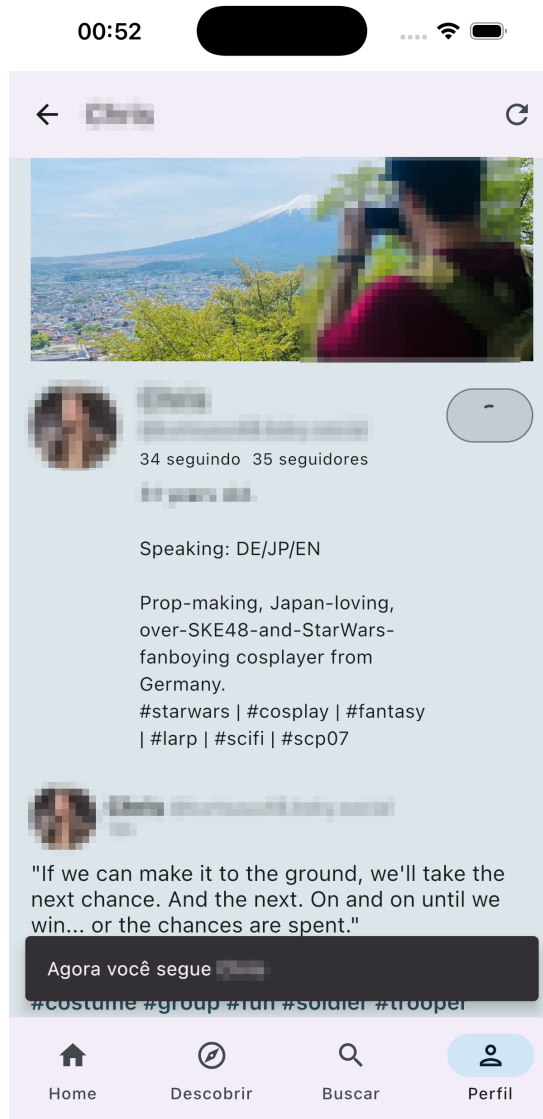 00:52
34 seguindo 35 seguidores
Speaking: DE/JP/EN
Prop-making, Japan-loving,
over-SKE48-and-StarWars-
fanboying cosplayer from
Germany.
#starwars | #cosplay | #fantasy
| #larp | #scifi | #scp07
"If we can make it to the ground, we'll take the
next chance. And the next. On and on until we
win... or the chances are spent."
Agora você segue
#costume #group #fun #soldier #trooper
Home Descobrir Buscar Perfil